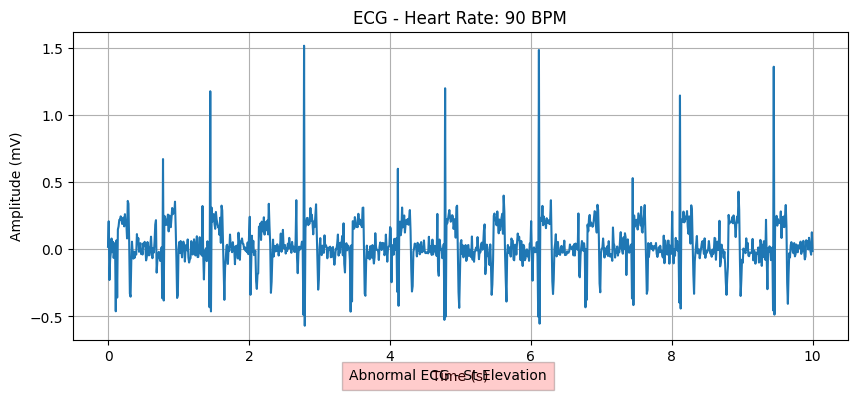 ECG - Heart Rate: 90 BPM
Amplitude (mV)
1.5
1.0
0.5
0.0
−0.5
0 2 4 6 8 10
Time (s)
Abnormal ECG - St Elevation